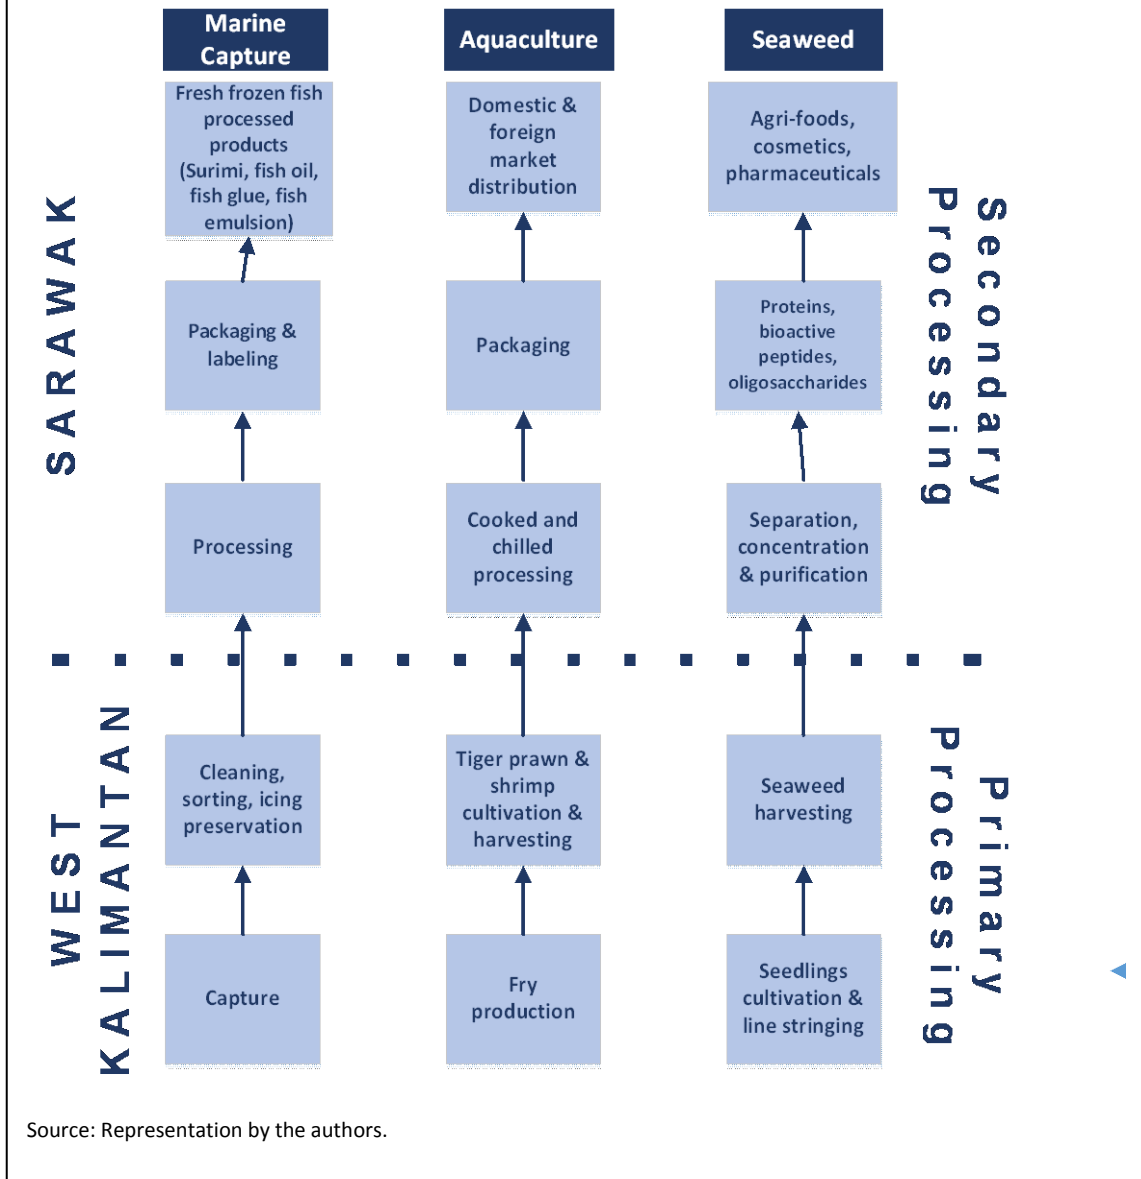 Marine
Capture
Aquaculture
Seaweed
Fresh frozen fish
processed
products
(Surimi, fish oil,
fish glue, fish
emulsion)
Domestic &
foreign
market
distribution
Agri-foods,
cosmetics,
pharmaceuticals
SARAWAK
Secondary
Processing
Packaging &
labeling
Packaging
Proteins,
bioactive
peptides,
oligosaccharides
Processing
Cooked and
chilled
processing
Separation,
concentration
& purification
WEST
KALIMANTAN
Primary
Processing
Cleaning,
sorting, icing
preservation
Tiger prawn &
shrimp
cultivation &
harvesting
Seaweed
harvesting
Capture
Fry
production
Seedlings
cultivation &
line stringing
Source: Representation by the authors.